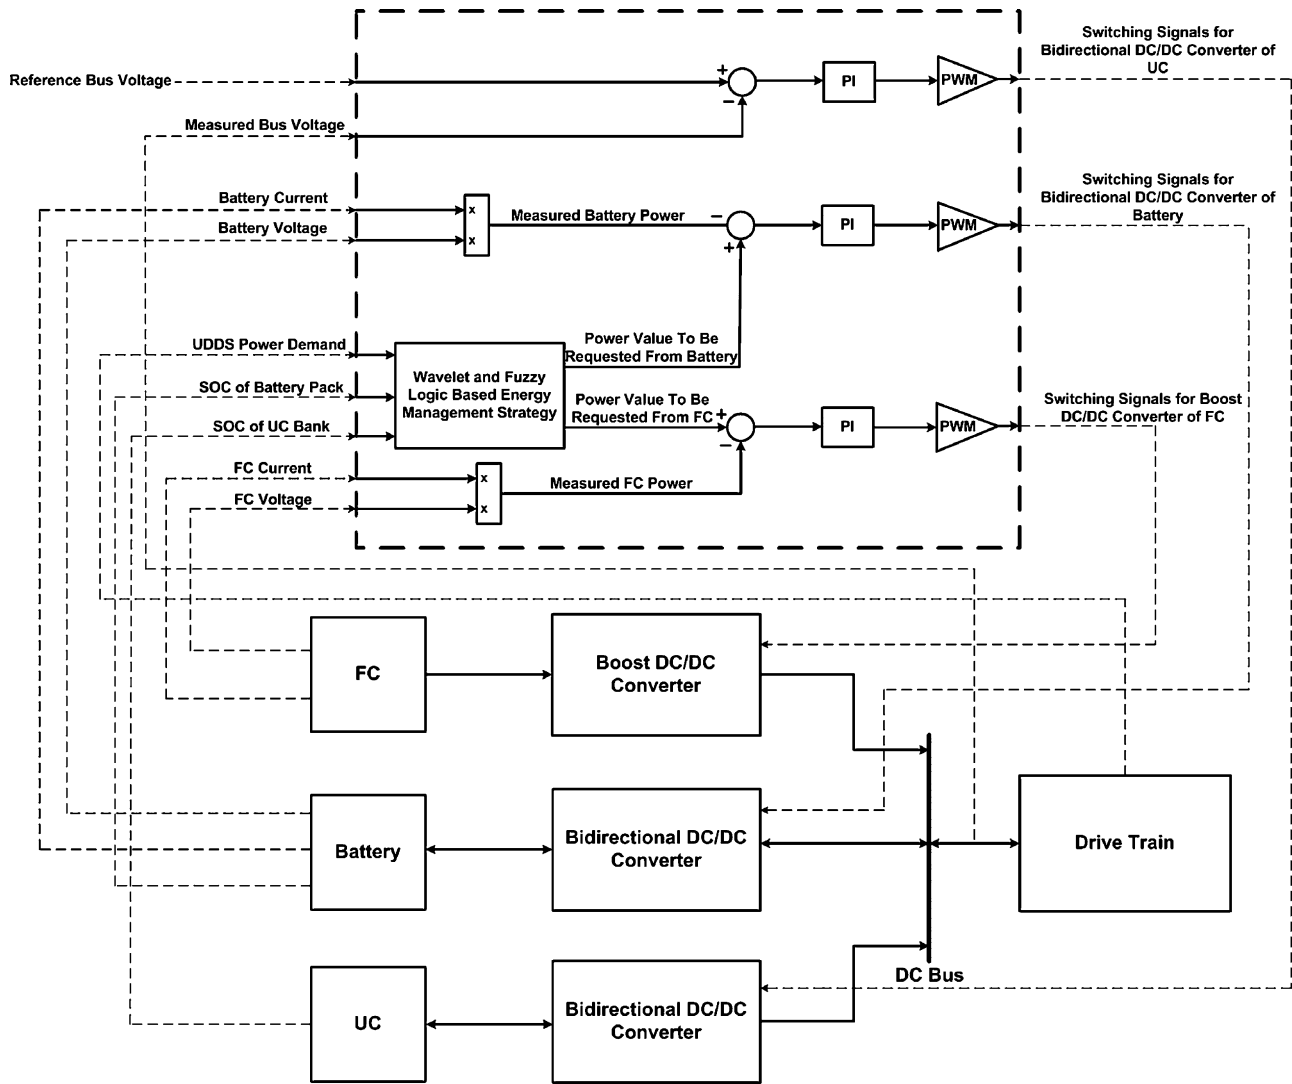 Switching Signals for
Bidirectional DC/DC Converter of
UC
Reference Bus Voltage
+
−
PI
PWM
Measured Bus Voltage
Switching Signals for
Bidirectional DC/DC Converter of
Battery
Battery Current
Battery Voltage
x
x
Measured Battery Power
−
+
PI
PWM
UDDS Power Demand
SOC of Battery Pack
SOC of UC Bank
Wavelet and Fuzzy
Logic Based Energy
Management Strategy
Power Value To Be
Requested From Battery
Power Value To Be
Requested From FC
+
−
PI
PWM
Switching Signals for Boost
DC/DC Converter of FC
FC Current
FC Voltage
x
x
Measured FC Power
FC
Boost DC/DC
Converter
Battery
Bidirectional DC/DC
Converter
Drive Train
DC Bus
UC
Bidirectional DC/DC
Converter